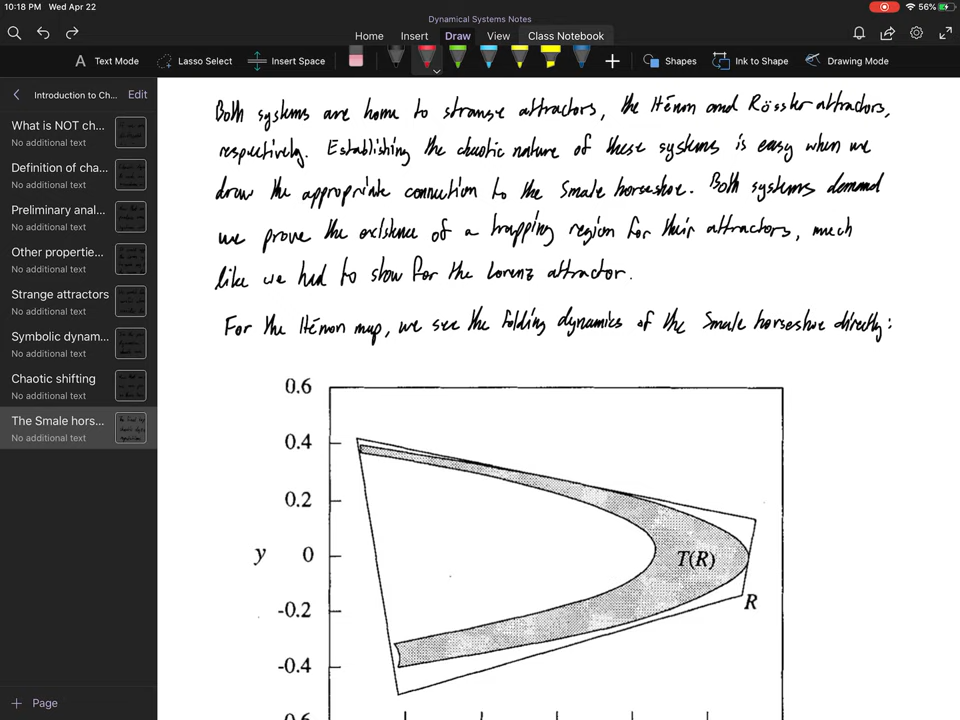 10:18 PM Wed Apr 22
56%
Dynamical Systems Notes
Home Insert Draw View Class Notebook
Text Mode Lasso Select Insert Space Shapes Ink to Shape Drawing Mode
Introduction to Ch... Edit
What is NOT ch...
No additional text
Definition of cha...
No additional text
Preliminary anal...
No additional text
Other propertie...
No additional text
Strange attractors
No additional text
Symbolic dynam...
No additional text
Chaotic shifting
No additional text
The Smale hors...
No additional text
Page
Both systems are home to strange attractors, the Hénon and Rössler attractors,
respectively. Establishing the chaotic nature of these systems is easy when we
draw the appropriate connection to the Smale horseshoe. Both systems demand
we prove the existence of a trapping region for their attractors, much
like we had to show for the Lorenz attractor.
For the Hénon map, we see the folding dynamics of the Smale horseshoe directly:
0.6
0.4
0.2
y 0
-0.2
-0.4
T(R)
R